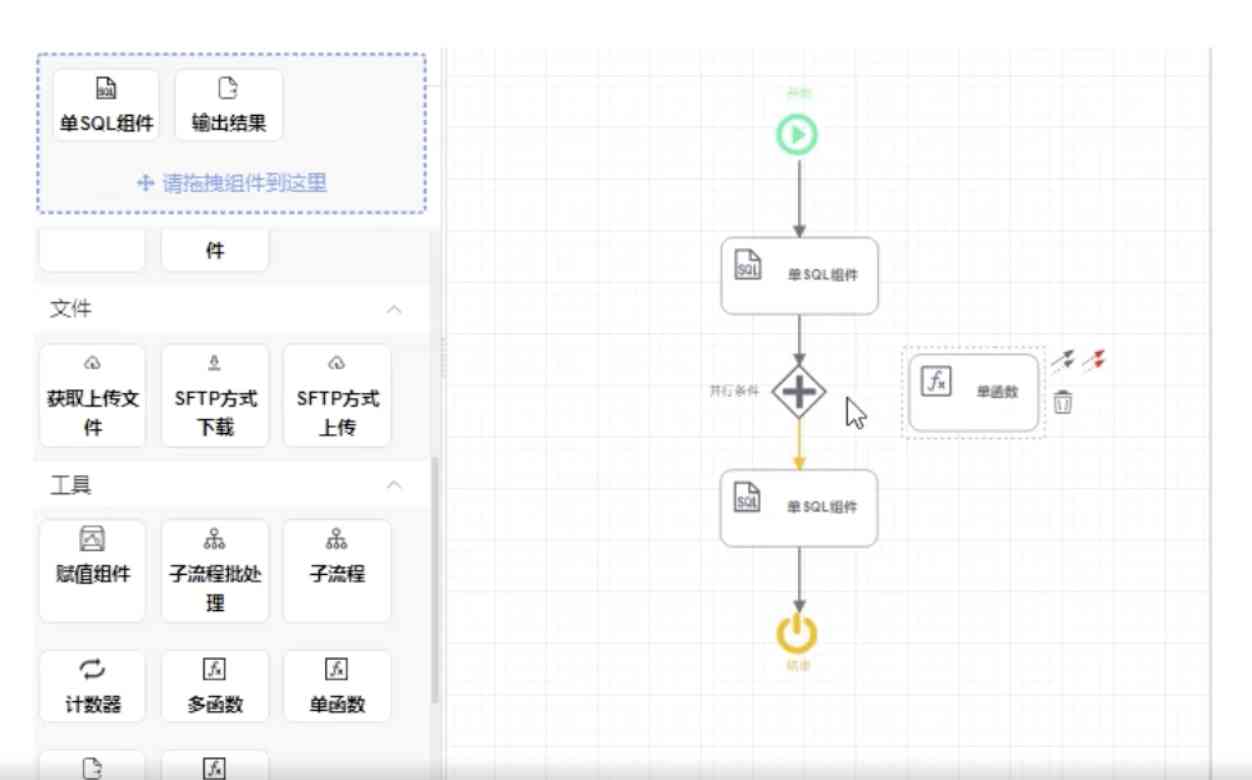 单SQL组件
输出结果
请拖拽组件到这里
件
文件
获取上传文
件
SFTP方式
下载
SFTP方式
上传
工具
赋值组件
子流程批处
理
子流程
计数器
多函数
单函数
开始
单SQL组件
并行条件
单函数
单SQL组件
结束